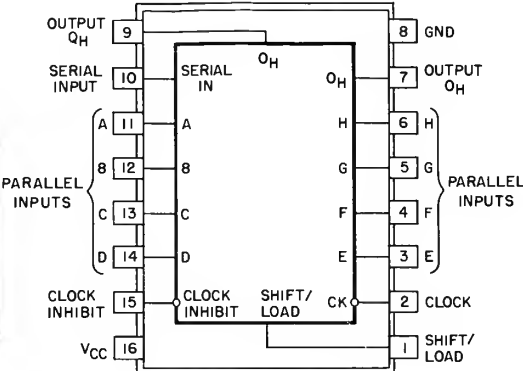 OUTPUT
QH
9
8
GND
OH
SERIAL
INPUT
10
SERIAL
IN
OH
7
OUTPUT
OH
A
11
A
H
6
H
B
12
B
G
5
G
PARALLEL
INPUTS
PARALLEL
INPUTS
C
13
C
F
4
F
D
14
D
E
3
E
CLOCK
INHIBIT
15
CLOCK
INHIBIT
SHIFT/
LOAD
CK
2
CLOCK
VCC
16
1
SHIFT/
LOAD